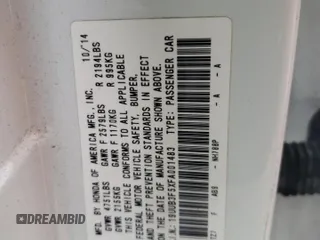 MFD. BY HONDA OF AMERICA MFG., INC. 10/14
GVWR 4751LBS GAWR F 2579LBS R 2194LBS
GVWR 2155KG GAWR F 1170KG R 995KG
THIS VEHICLE CONFORMS TO ALL APPLICABLE
FEDERAL MOTOR VEHICLE SAFETY, BUMPER,
AND THEFT PREVENTION STANDARDS IN EFFECT
ON THE DATE OF MANUFACTURE SHOWN ABOVE.
TYPE: PASSENGER CAR
NH788P - A - A
© DREAMBID